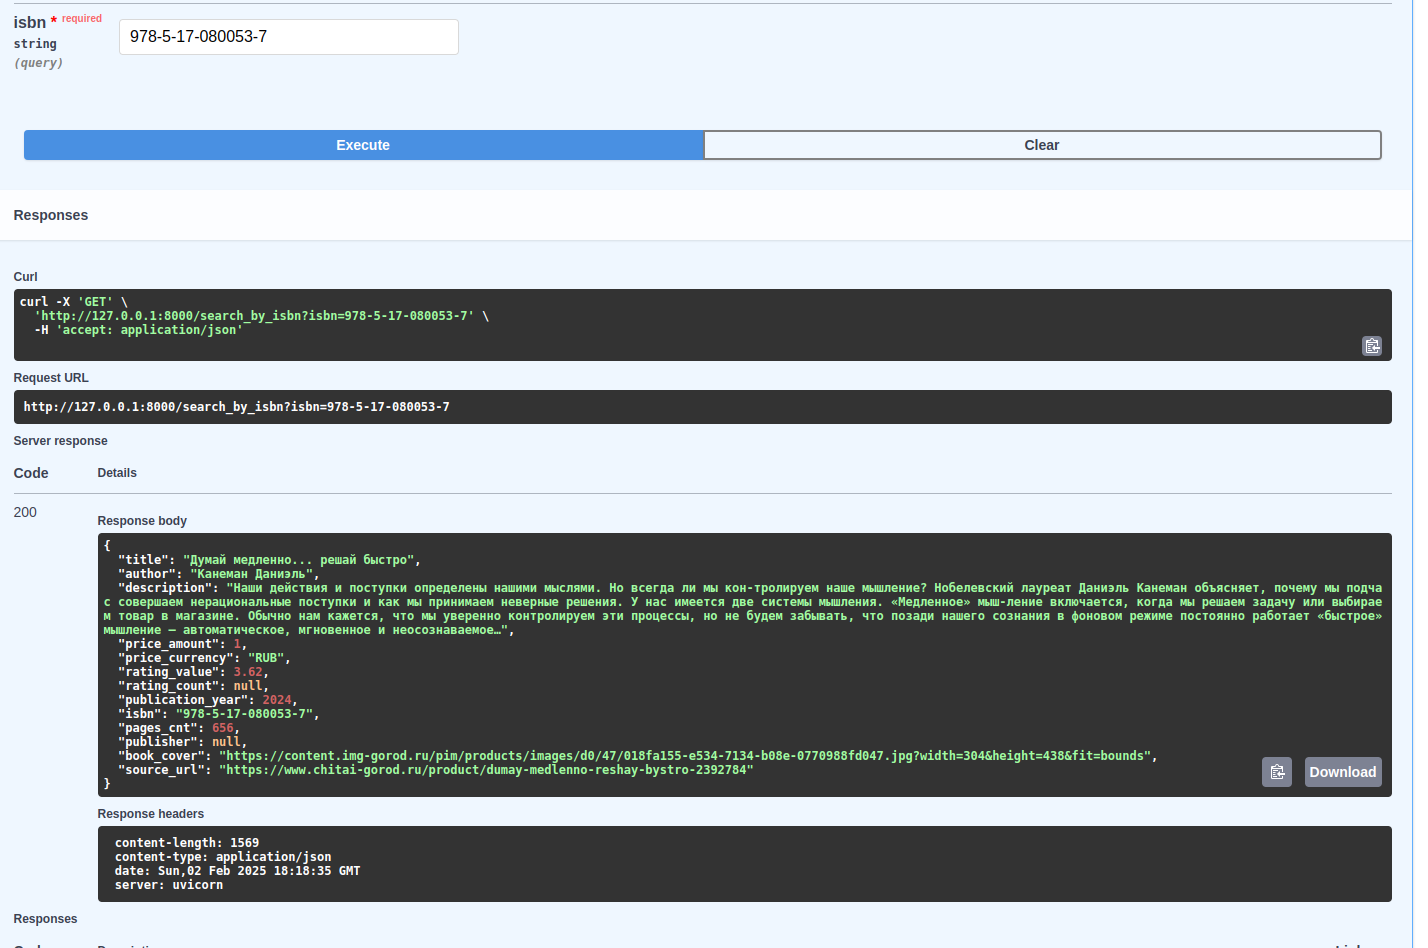 isbn * required
978-5-17-080053-7
string
(query)
Execute
Clear
Responses
Curl
curl -X 'GET' \
'http://127.0.0.1:8000/search_by_isbn?isbn=978-5-17-080053-7' \
-H 'accept: application/json'
Request URL
http://127.0.0.1:8000/search_by_isbn?isbn=978-5-17-080053-7
Server response
Code Details
200
Response body
{
"title": "Думай медленно... решай быстро",
"author": "Канеман Даниэль",
"description": "Наши действия и поступки определены нашими мыслями. Но всегда ли мы кон-тролируем наше мышление? Нобелевский лауреат Даниэль Канеман объясняет, почему мы подча
с совершаем нерациональные поступки и как мы принимаем неверные решения. У нас имеется две системы мышления. «Медленное» мыш-ление включается, когда мы решаем задачу или выбирае
м товар в магазине. Обычно нам кажется, что мы уверенно контролируем эти процессы, но не будем забывать, что позади нашего сознания в фоновом режиме постоянно работает «быстрое»
мышление – автоматическое, мгновенное и неосознаваемое…",
"price_amount": 1,
"price_currency": "RUB",
"rating_value": 3.62,
"rating_count": null,
"publication_year": 2024,
"isbn": "978-5-17-080053-7",
"pages_cnt": 656,
"publisher": null,
"book_cover": "https://content.img-gorod.ru/pim/products/images/d0/47/018fa155-e534-7134-b08e-0770988fd047.jpg?width=304&height=438&fit=bounds",
"source_url": "https://www.chitai-gorod.ru/product/dumay-medlenno-reshay-bystro-2392784"
}
Download
Response headers
content-length: 1569
content-type: application/json
date: Sun,02 Feb 2025 18:18:35 GMT
server: uvicorn
Responses